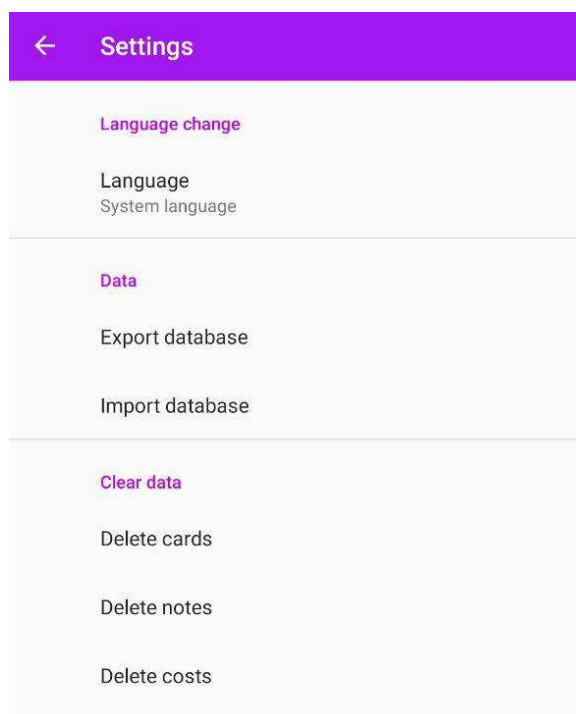 Settings
Language change
Language
System language
Data
Export database
Import database
Clear data
Delete cards
Delete notes
Delete costs